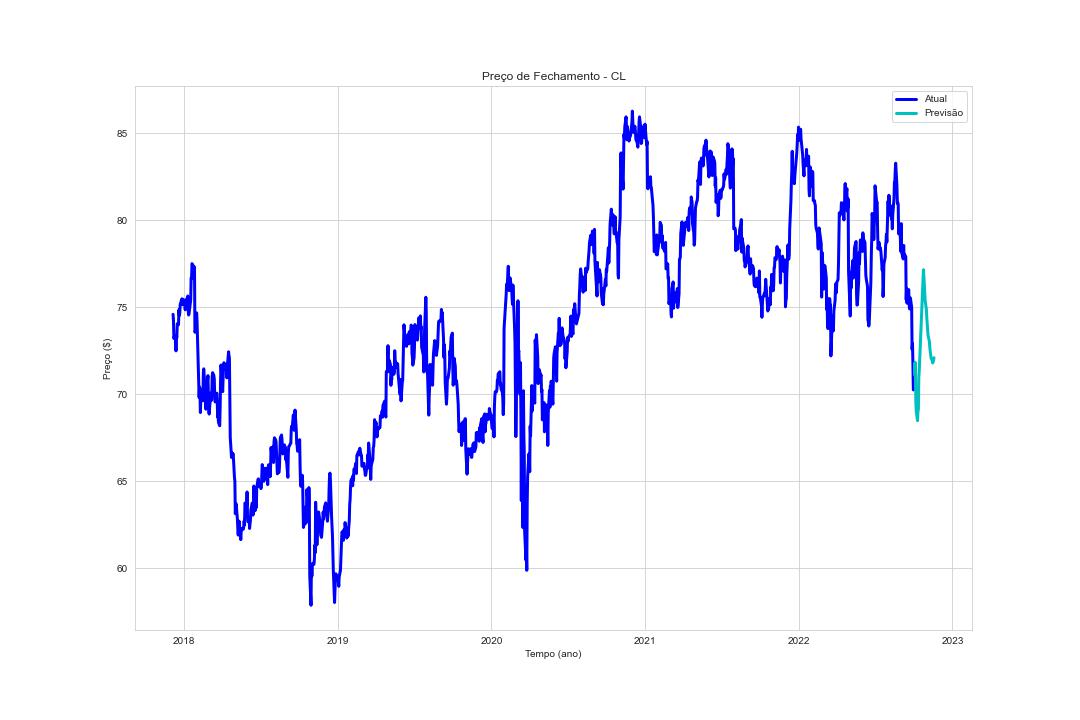 Preço de Fechamento - CL
Atual
Previsão
85
80
75
70
65
60
Preço ($)
2018 2019 2020 2021 2022 2023
Tempo (ano)